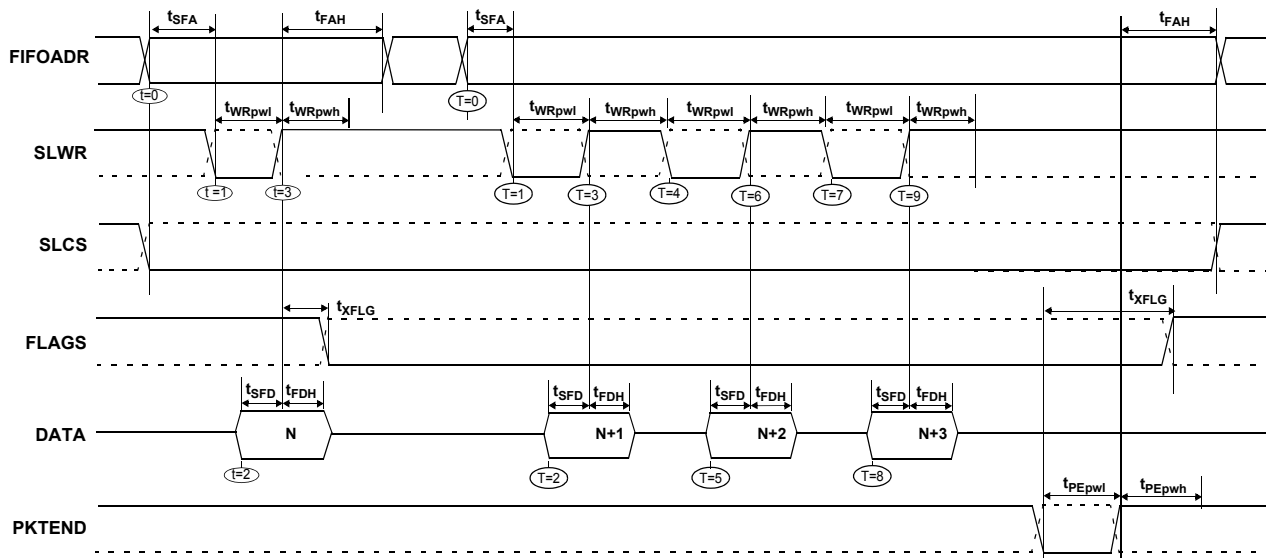 tSFA tFAH tSFA tFAH
FIFOADR
t=0 T=0
tWRpwl tWRpwh tWRpwl tWRpwh tWRpwl tWRpwh tWRpwl tWRpwh
SLWR
t =1 t=3 T=1 T=3 T=4 T=6 T=7 T=9
SLCS
tXFLG tXFLG
FLAGS
tSFD tFDH tSFD tFDH tSFD tFDH tSFD tFDH
DATA N N+1 N+2 N+3
t=2 T=2 T=5 T=8
tPEpwl tPEpwh
PKTEND